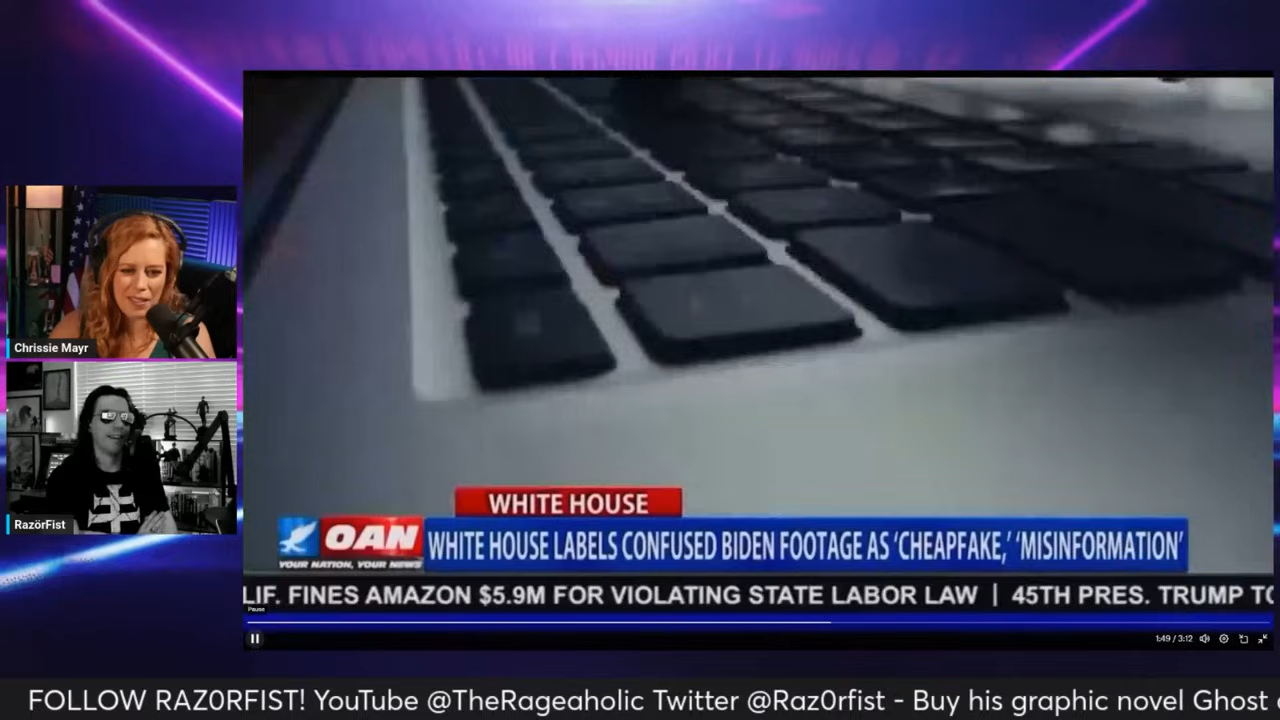 Chrissie Mayr
RazörFist
WHITE HOUSE
OAN
YOUR NATION, YOUR NEWS
WHITE HOUSE LABELS CONFUSED BIDEN FOOTAGE AS 'CHEAPFAKE,' 'MISINFORMATION'
LIF. FINES AMAZON $5.9M FOR VIOLATING STATE LABOR LAW | 45TH PRES. TRUMP TO
Pause
1:49 / 3:12
FOLLOW RAZ0RFIST! YouTube @TheRageaholic Twitter @Raz0rfist - Buy his graphic novel Ghost